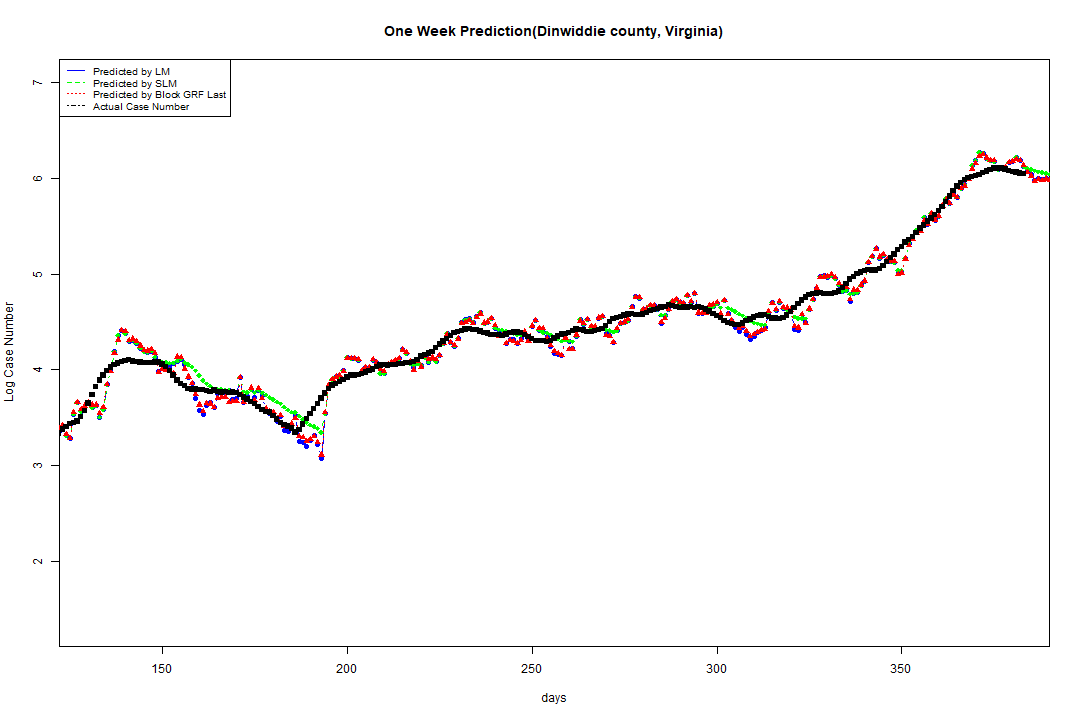 One Week Prediction(Dinwiddie county, Virginia)
Predicted by LM
Predicted by SLM
Predicted by Block GRF Last
Actual Case Number
7
6
5
4
3
2
Log Case Number
150 200 250 300 350
days